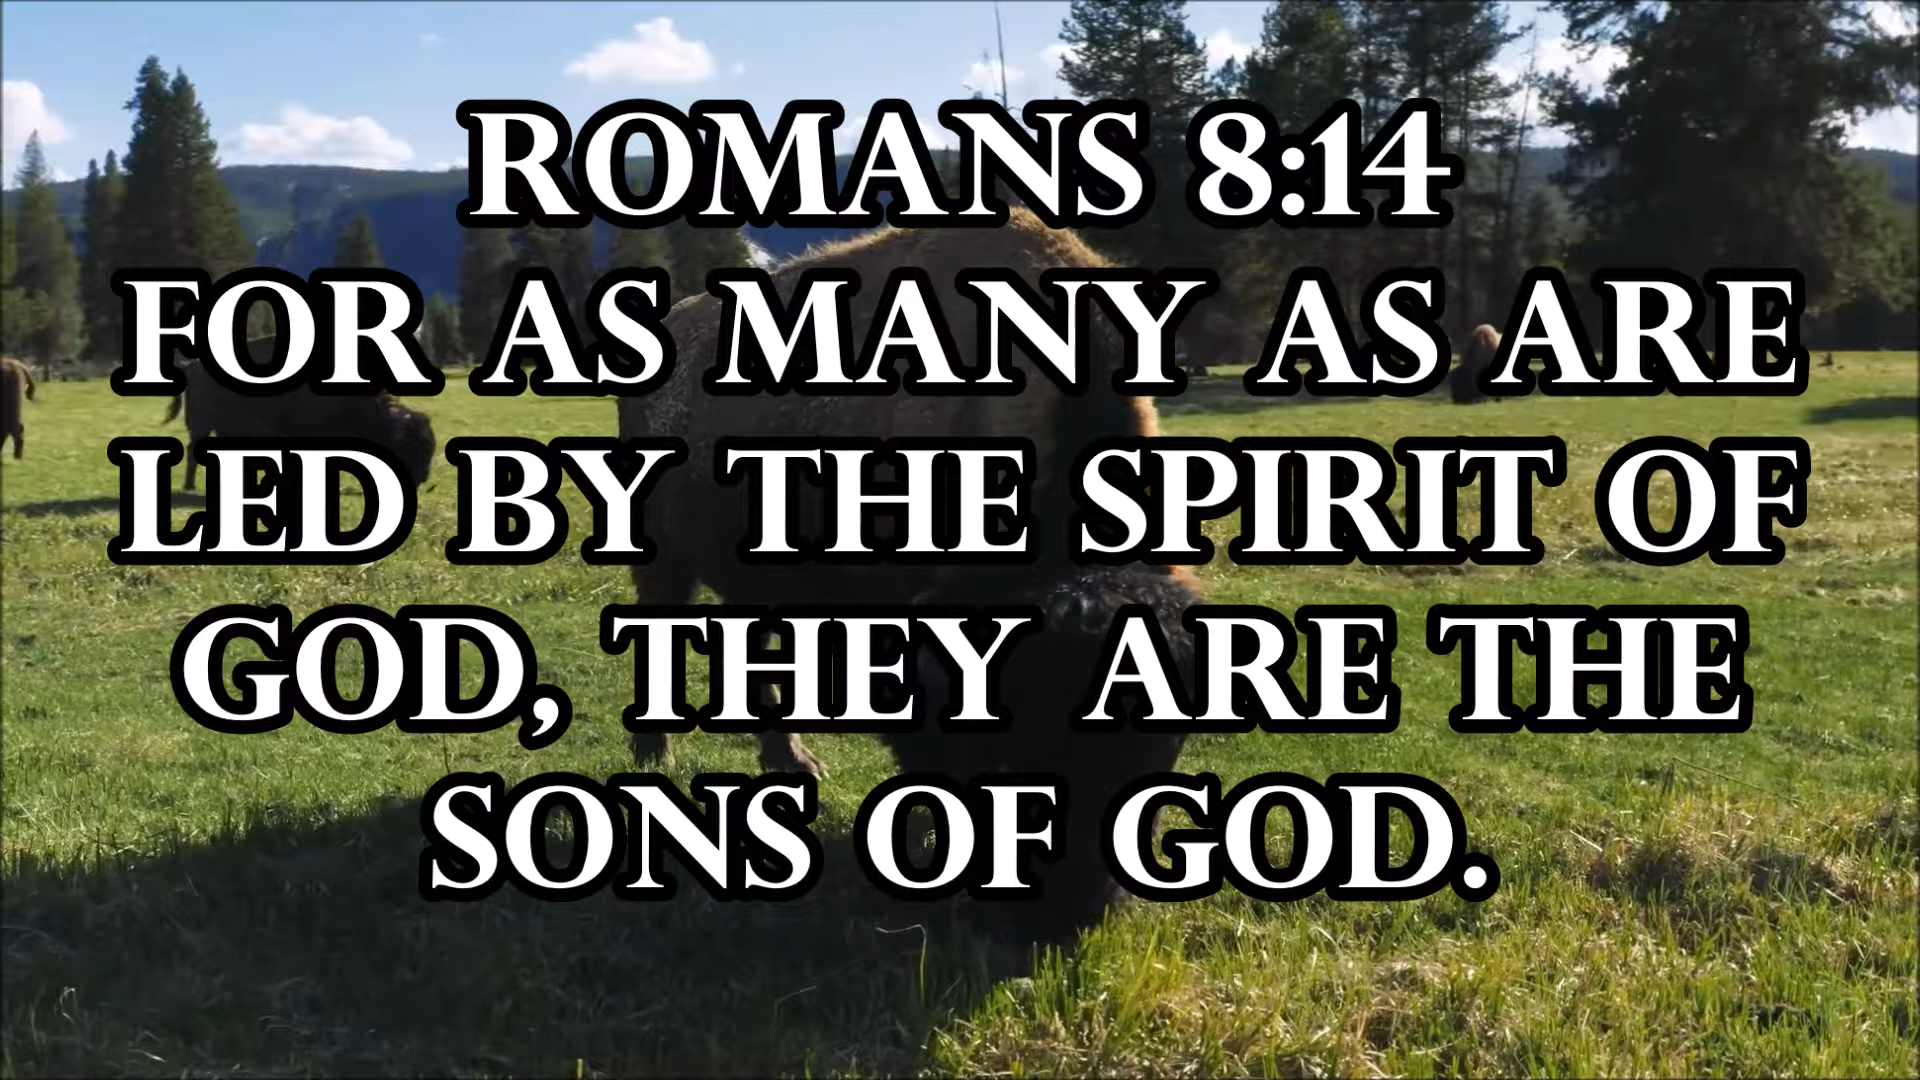 ROMANS 8:14
FOR AS MANY AS ARE
LED BY THE SPIRIT OF
GOD, THEY ARE THE
SONS OF GOD.